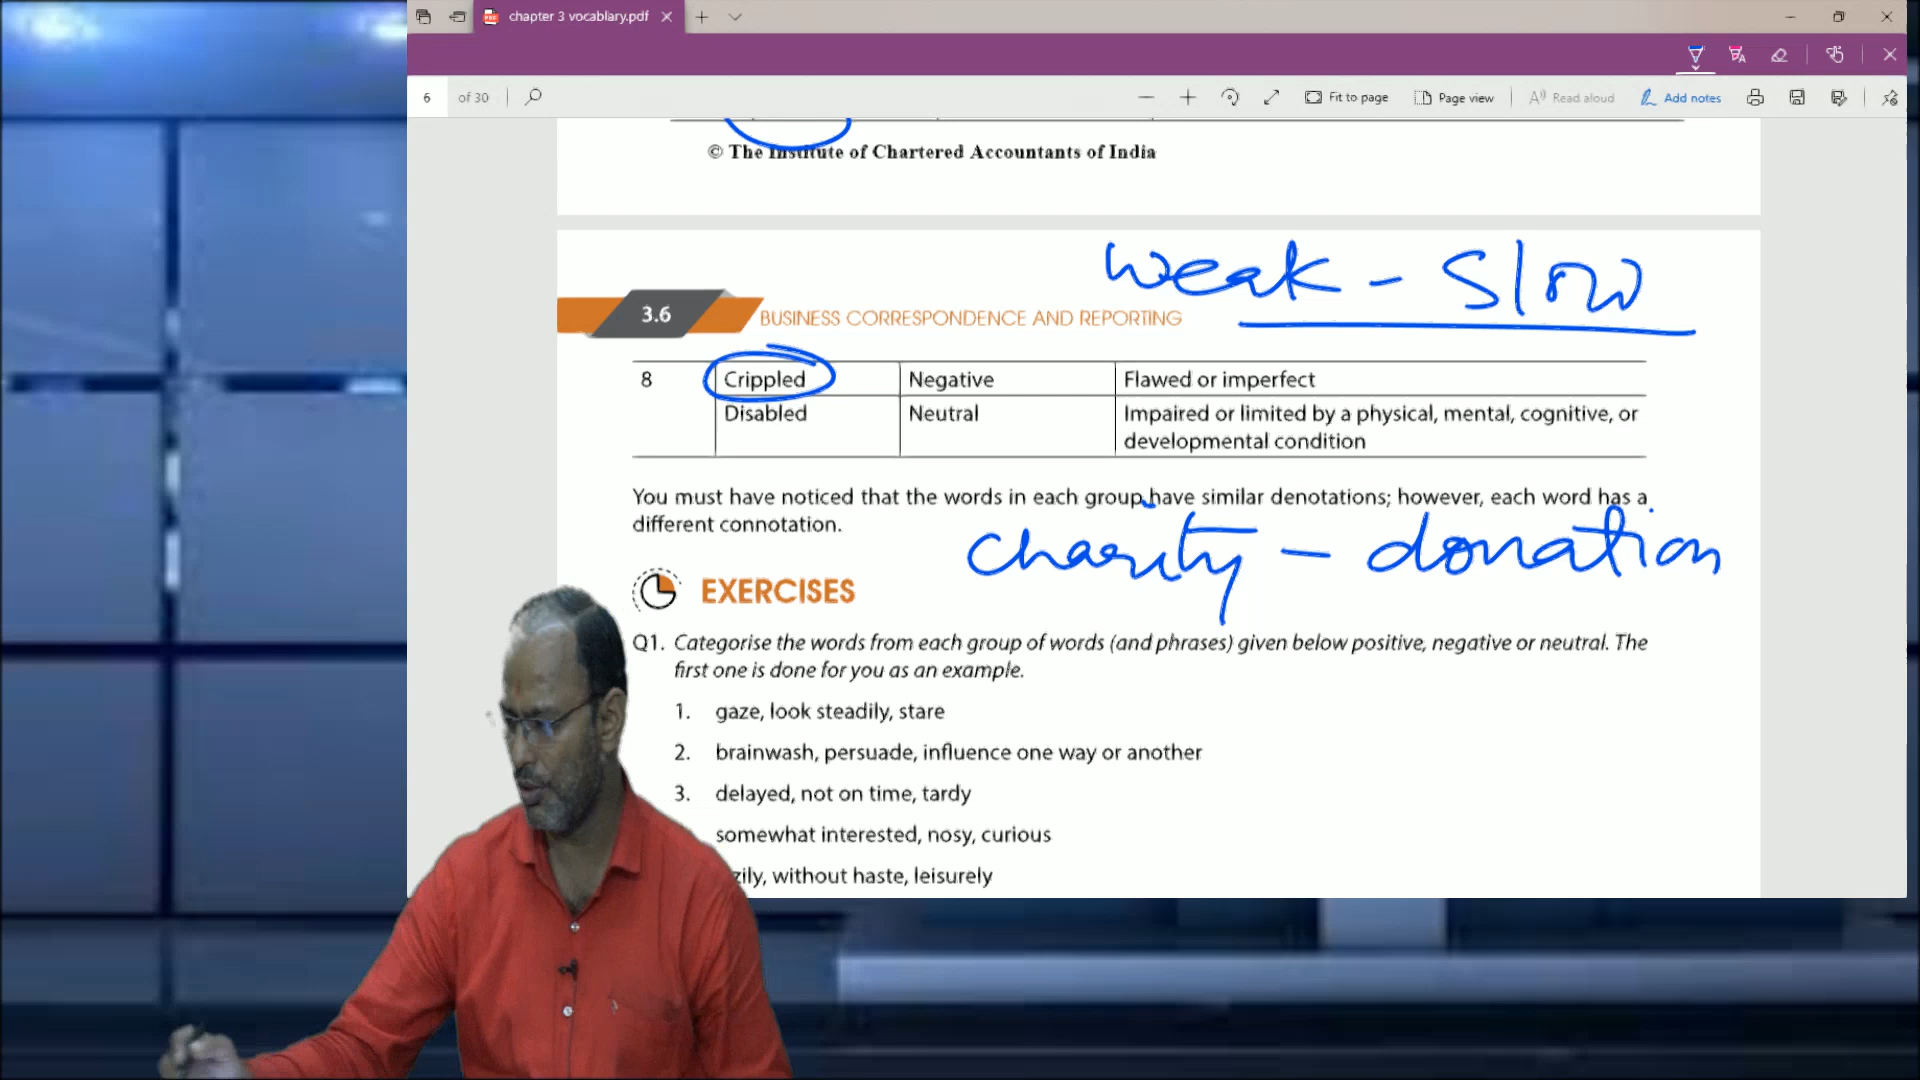 chapter 3 vocablary.pdf
6 of 30
Fit to page
Page view
Read aloud
Add notes
© The Institute of Chartered Accountants of India
weak - slow
3.6 BUSINESS CORRESPONDENCE AND REPORTING
8 Crippled Negative Flawed or imperfect
Disabled Neutral Impaired or limited by a physical, mental, cognitive, or
developmental condition
You must have noticed that the words in each group have similar denotations; however, each word has a
different connotation.
charity - donation
EXERCISES
Q1. Categorise the words from each group of words (and phrases) given below positive, negative or neutral. The
first one is done for you as an example.
1. gaze, look steadily, stare
2. brainwash, persuade, influence one way or another
3. delayed, not on time, tardy
somewhat interested, nosy, curious
zily, without haste, leisurely